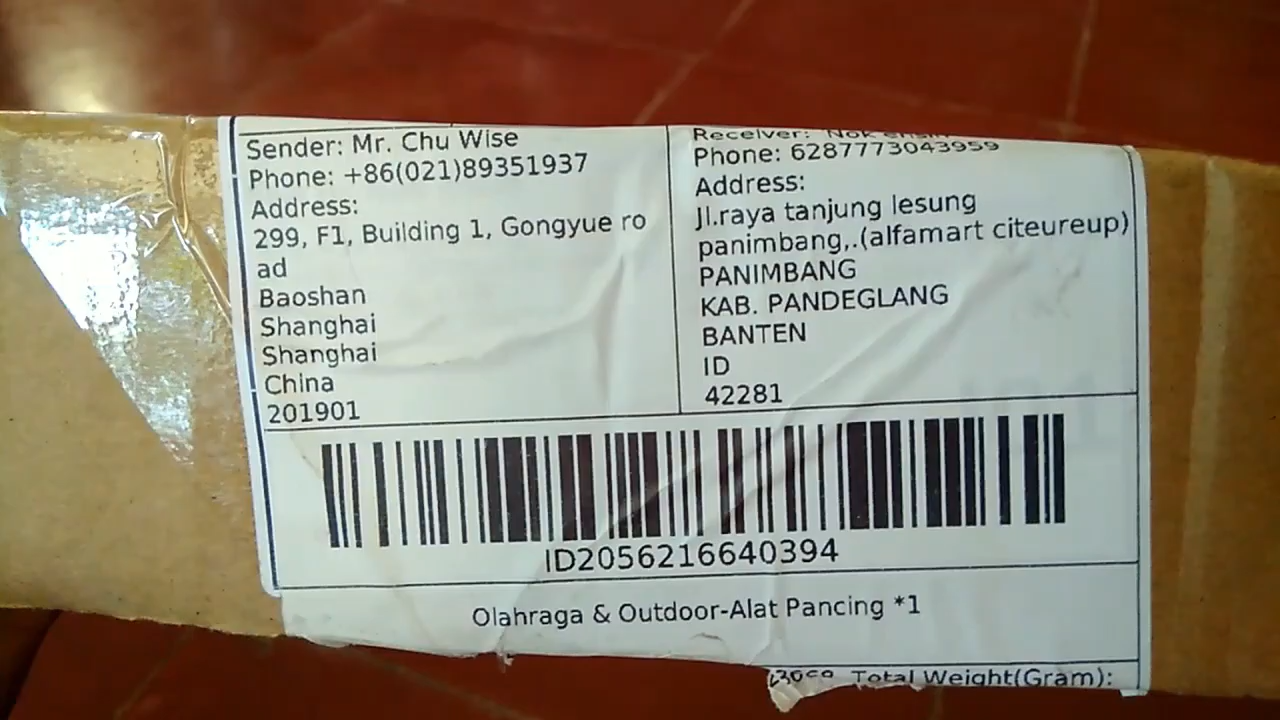 Sender: Mr. Chu Wise
Phone: +86(021)89351937
Address:
299, F1, Building 1, Gongyue ro
ad
Baoshan
Shanghai
Shanghai
China
201901
Receiver: Nok
Phone: 6287773043959
Address:
Jl.raya tanjung lesung
panimbang,.(alfamart citeureup)
PANIMBANG
KAB. PANDEGLANG
BANTEN
ID
42281
ID2056216640394
Olahraga & Outdoor-Alat Pancing *1
Total Weight(Gram):